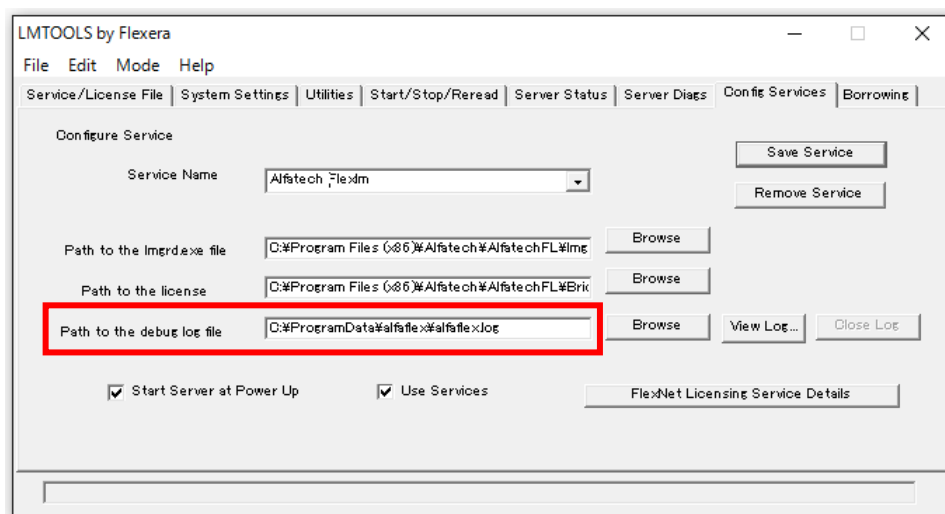 LMTOOLS by Flexera
File Edit Mode Help
Service/License File System Settings Utilities Start/Stop/Reread Server Status Server Diags Config Services Borrowing
Configure Service
Save Service
Service Name Alfatech Flexlm
Remove Service
Path to the lmgrd.exe file C:¥Program Files (x86)¥Alfatech¥AlfatechFL¥lmg Browse
Path to the license C:¥Program Files (x86)¥Alfatech¥AlfatechFL¥Bric Browse
Path to the debug log file C:¥ProgramData¥alfaflex¥alfaflex.log Browse View Log... Close Log
Start Server at Power Up Use Services FlexNet Licensing Service Details